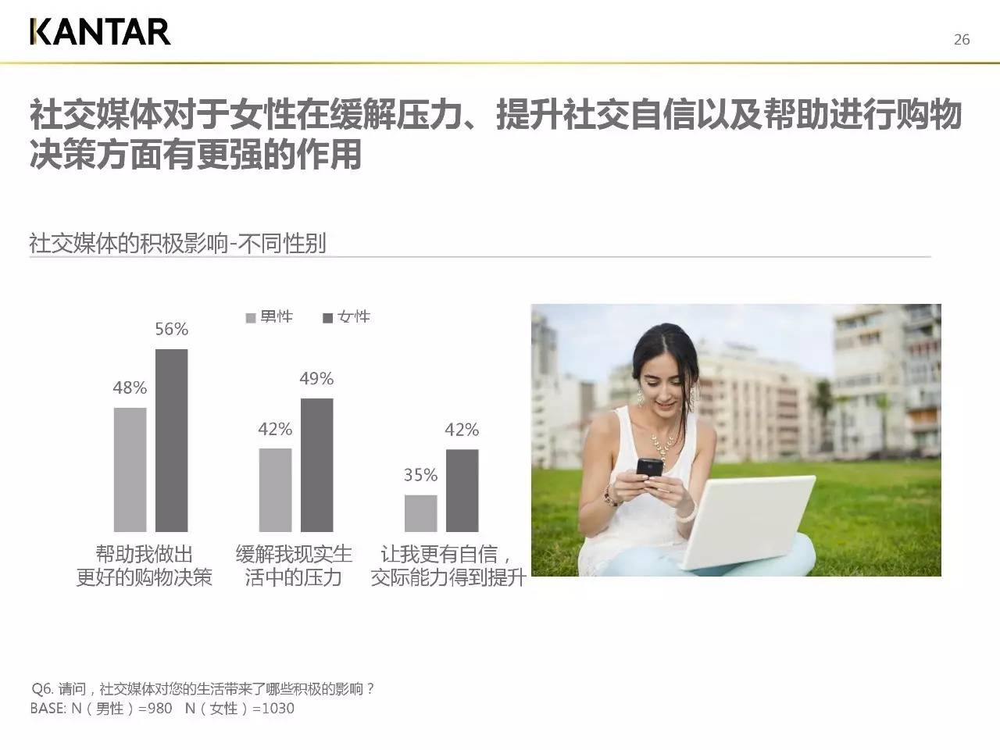 KANTAR
26
社交媒体对于女性在缓解压力、提升社交自信以及帮助进行购物
决策方面有更强的作用
社交媒体的积极影响-不同性别
男性 女性
48% 56%
42% 49%
35% 42%
帮助我做出
更好的购物决策
缓解我现实生
活中的压力
让我更有自信，
交际能力得到提升
Q6. 请问，社交媒体对您的生活带来了哪些积极的影响？
BASE: N（男性）=980 N（女性）=1030